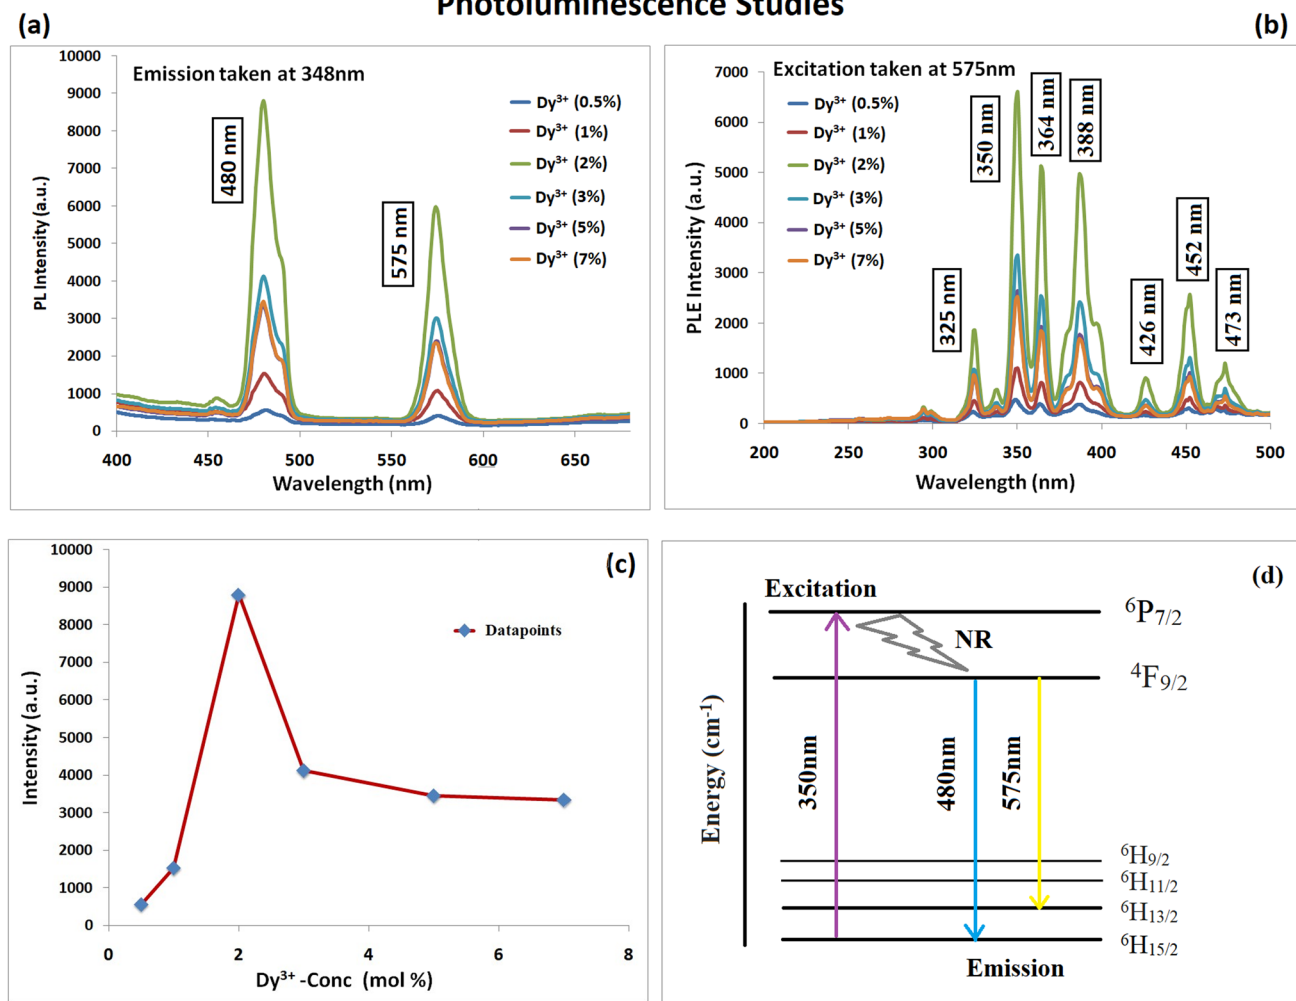 Photoluminescence Studies
(a)
Emission taken at 348nm
10000
9000
8000
7000
6000
5000
4000
3000
2000
1000
0
PL Intensity (a.u.)
480 nm
575 nm
Dy³⁺ (0.5%)
Dy³⁺ (1%)
Dy³⁺ (2%)
Dy³⁺ (3%)
Dy³⁺ (5%)
Dy³⁺ (7%)
400 450 500 550 600 650
Wavelength (nm)
(b)
Excitation taken at 575nm
7000
6000
5000
4000
3000
2000
1000
0
PLE Intensity (a.u.)
Dy³⁺ (0.5%)
Dy³⁺ (1%)
Dy³⁺ (2%)
Dy³⁺ (3%)
Dy³⁺ (5%)
Dy³⁺ (7%)
325 nm
350 nm
364 nm
388 nm
426 nm
452 nm
473 nm
200 250 300 350 400 450 500
Wavelength (nm)
(c)
10000
9000
8000
7000
6000
5000
4000
3000
2000
1000
0
Intensity (a.u.)
Datapoints
0 2 4 6 8
Dy³⁺ -Conc (mol %)
(d)
Excitation
⁶P7/2
NR
⁴F9/2
Energy (cm⁻¹)
350nm
480nm
575nm
⁶H9/2
⁶H11/2
⁶H13/2
⁶H15/2
Emission